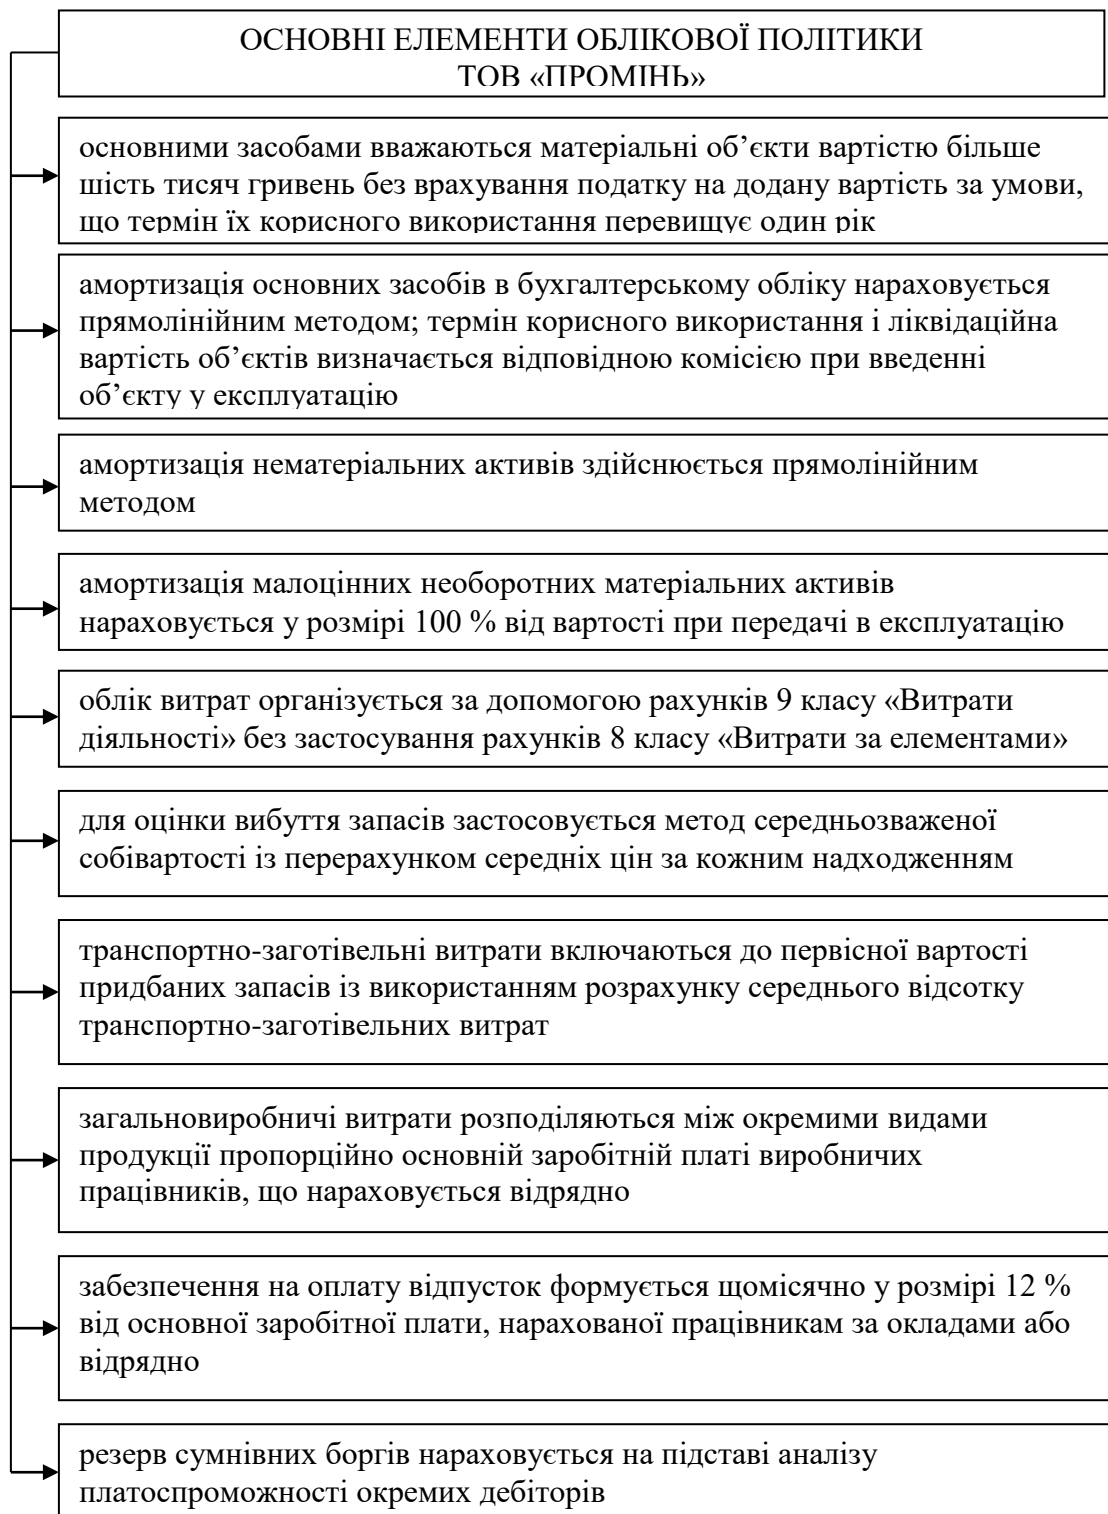 ОСНОВНІ ЕЛЕМЕНТИ ОБЛІКОВОЇ ПОЛІТИКИ
ТОВ «ПРОМІНЬ»
основними засобами вважаються матеріальні об’єкти вартістю більше
шість тисяч гривень без врахування податку на додану вартість за умови,
що термін їх корисного використання перевищує один рік
амортизація основних засобів в бухгалтерському обліку нараховується
прямолінійним методом; термін корисного використання і ліквідаційна
вартість об’єктів визначається відповідною комісією при введенні
об’єкту у експлуатацію
амортизація нематеріальних активів здійснюється прямолінійним
методом
амортизація малоцінних необоротних матеріальних активів
нараховується у розмірі 100 % від вартості при передачі в експлуатацію
облік витрат організується за допомогою рахунків 9 класу «Витрати
діяльності» без застосування рахунків 8 класу «Витрати за елементами»
для оцінки вибуття запасів застосовується метод середньозваженої
собівартості із перерахунком середніх цін за кожним надходженням
транспортно-заготівельні витрати включаються до первісної вартості
придбаних запасів із використанням розрахунку середнього відсотку
транспортно-заготівельних витрат
загальновиробничі витрати розподіляються між окремими видами
продукції пропорційно основній заробітній платі виробничих
працівників, що нараховується відрядно
забезпечення на оплату відпусток формується щомісячно у розмірі 12 %
від основної заробітної плати, нарахованої працівникам за окладами або
відрядно
резерв сумнівних боргів нараховується на підставі аналізу
платоспроможності окремих дебіторів